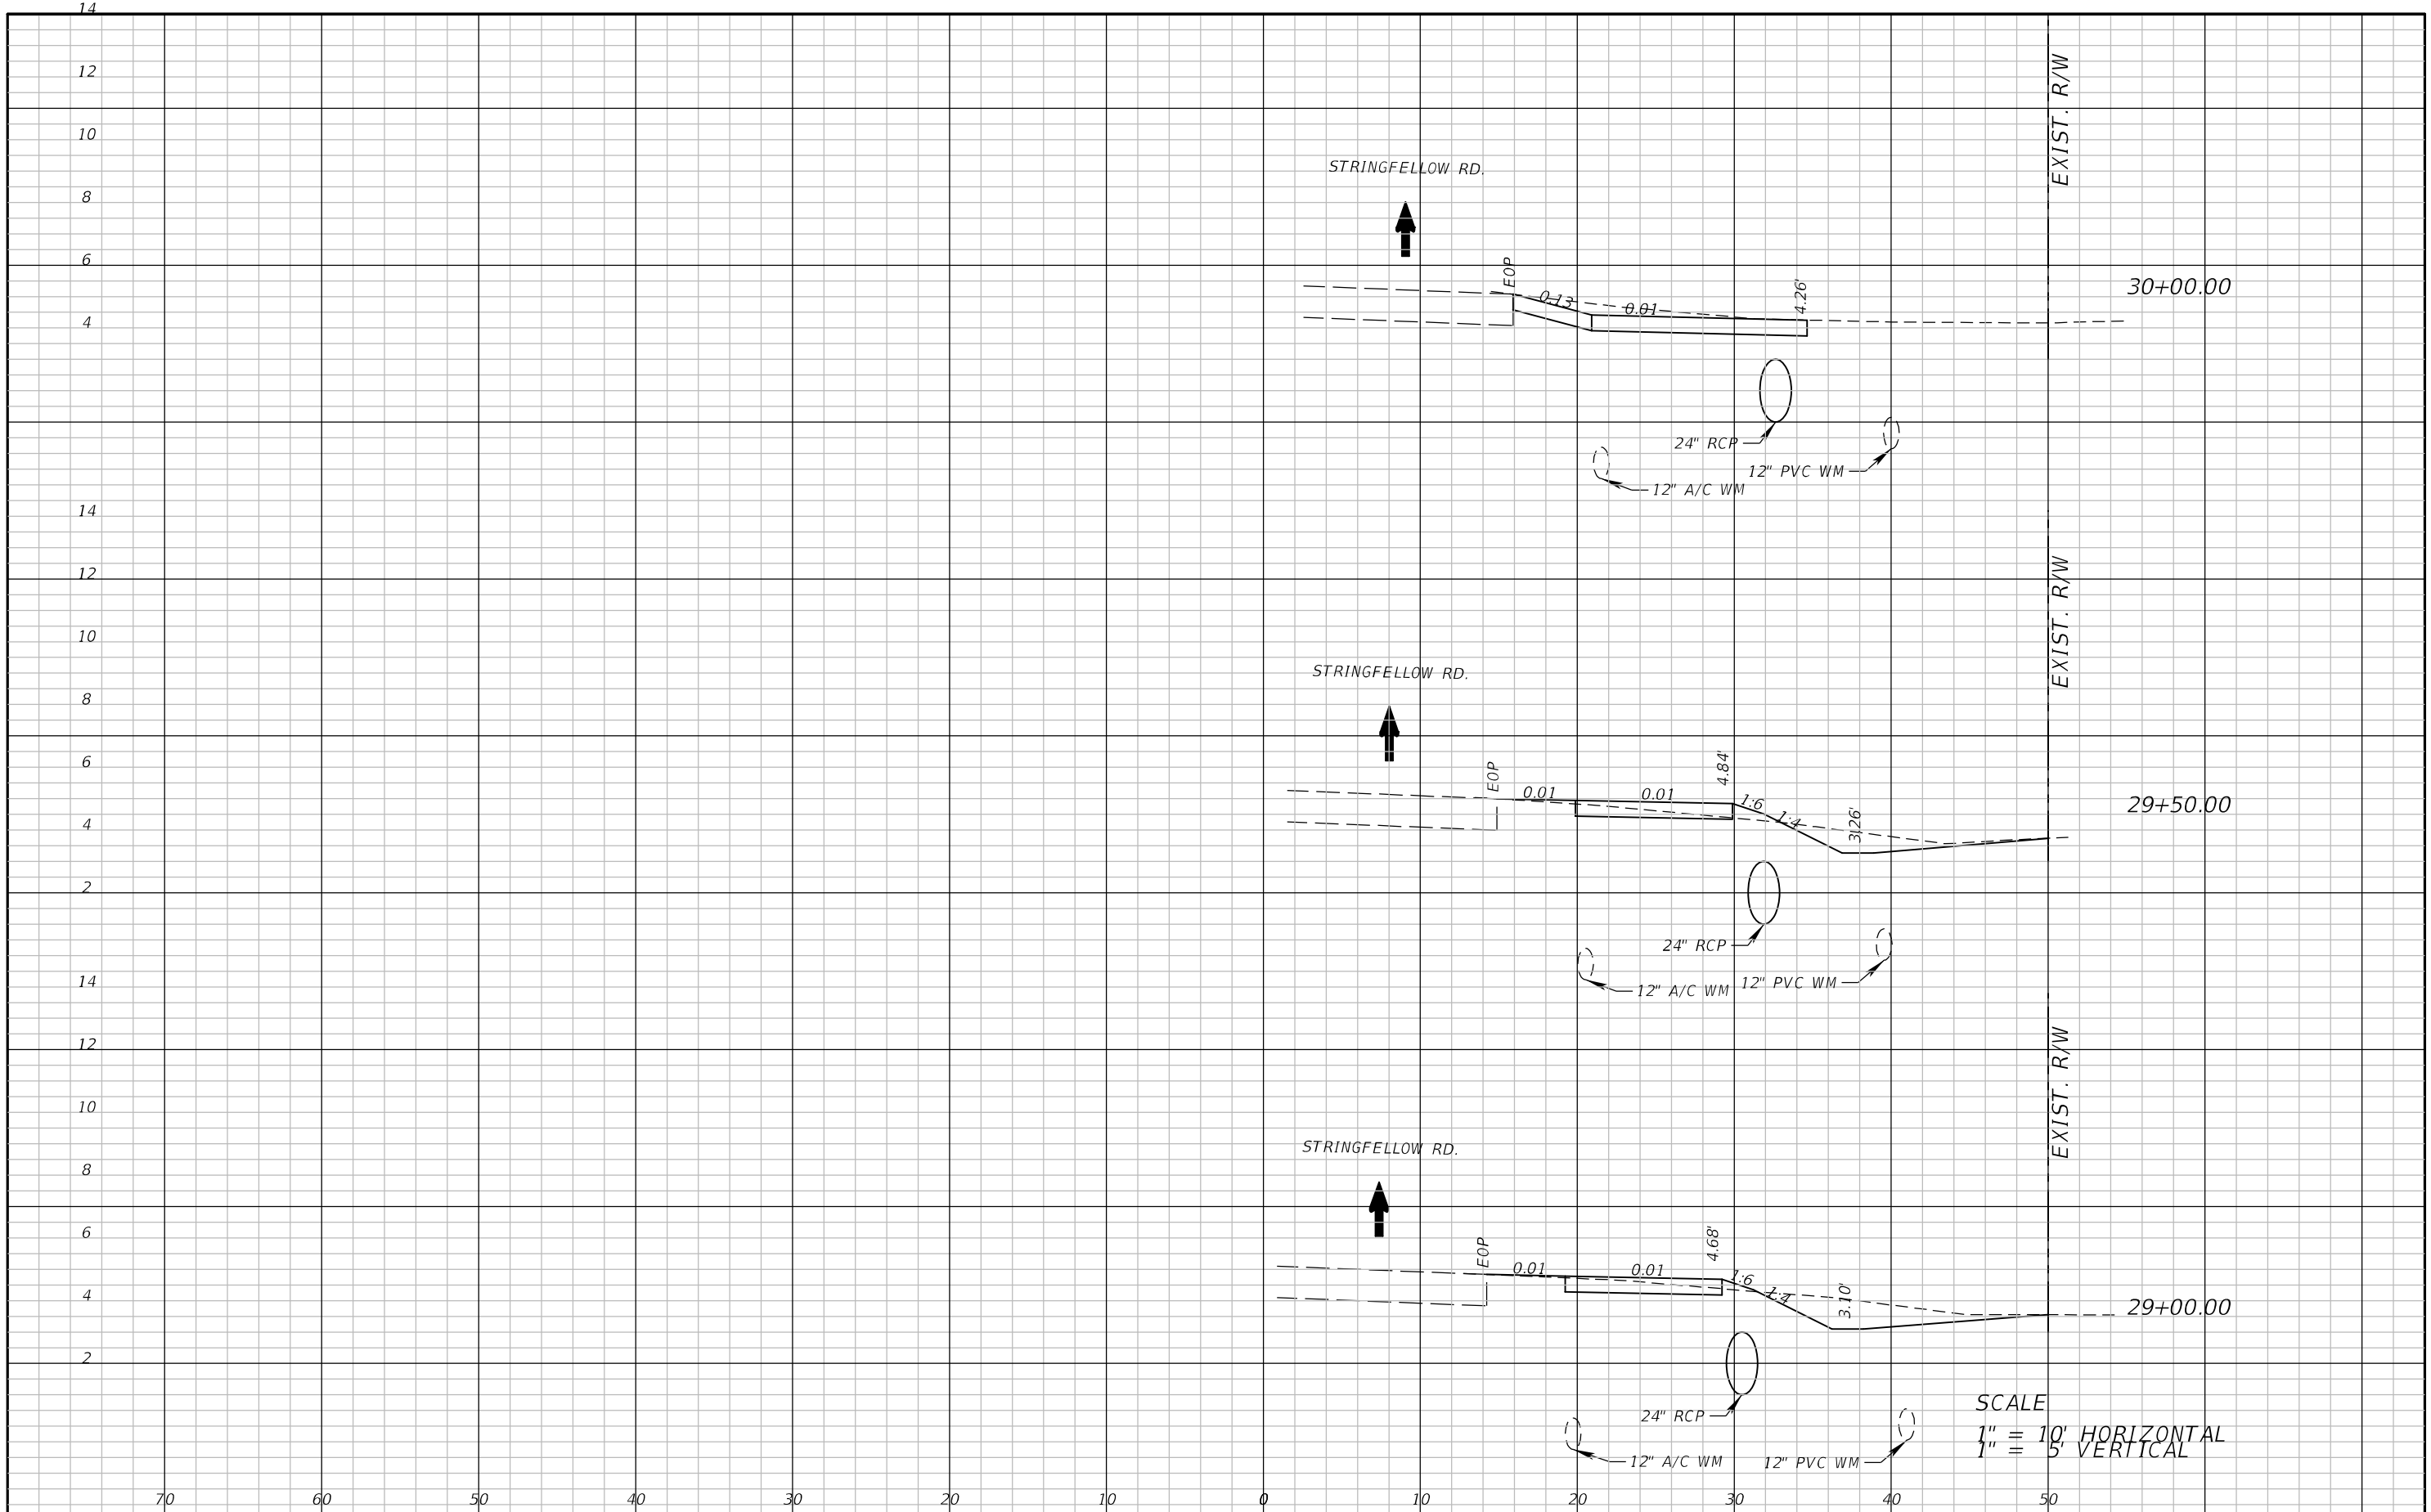 14
12
10
8
6
4
STRINGFELLOW RD.
EOP
0.13
0.01
4.26'
EXIST. R/W
30+00.00
24" RCP
12" PVC WM
12" A/C WM
14
12
10
8
6
4
2
STRINGFELLOW RD.
EOP
0.01
0.01
4.84'
1:6
1:4
3.26'
EXIST. R/W
29+50.00
24" RCP
12" A/C WM
12" PVC WM
14
12
10
8
6
4
2
STRINGFELLOW RD.
EOP
0.01
0.01
4.68'
1:6
1:4
3.10'
EXIST. R/W
29+00.00
24" RCP
12" A/C WM
12" PVC WM
SCALE
1" = 10' HORIZONTAL
1" = 5' VERTICAL
70 60 50 40 30 20 10 0 10 20 30 40 50